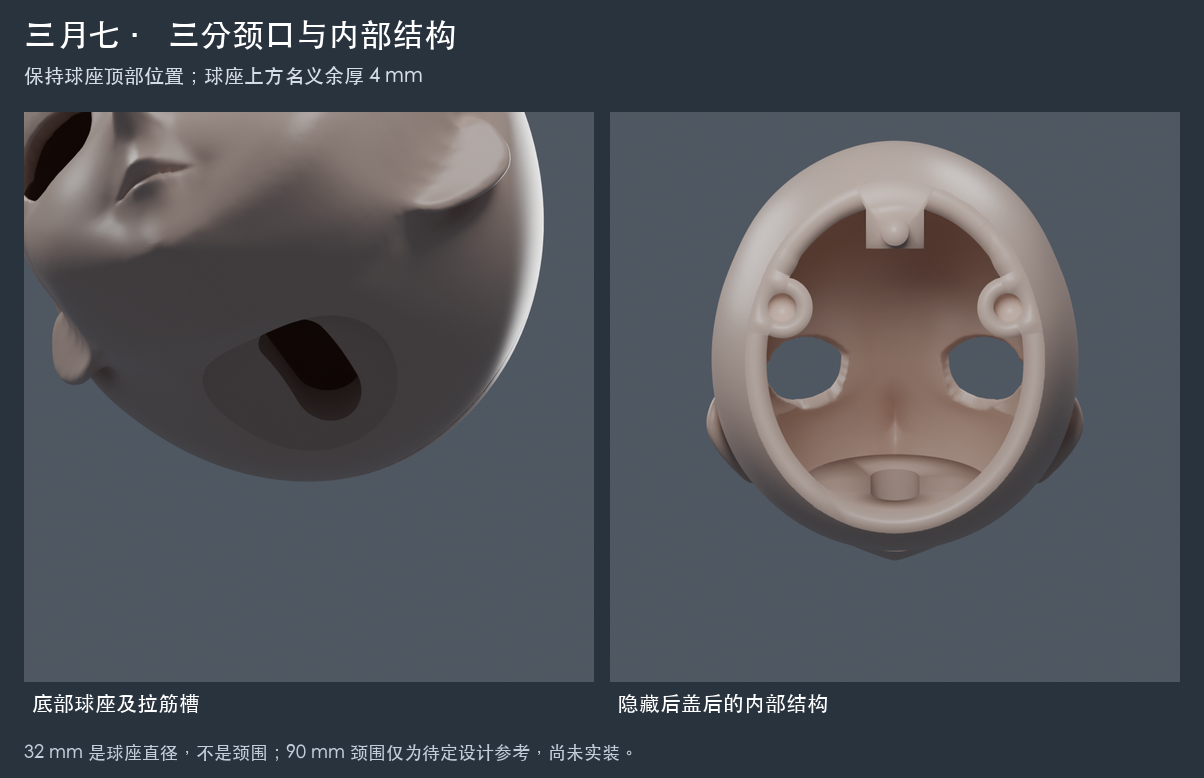 三月七 · 三分颈口与内部结构
保持球座顶部位置；球座上方名义余厚 4 mm
底部球座及拉筋槽
隐藏后盖后的内部结构
32 mm 是球座直径，不是颈围；90 mm 颈围仅为待定设计参考，尚未实装。